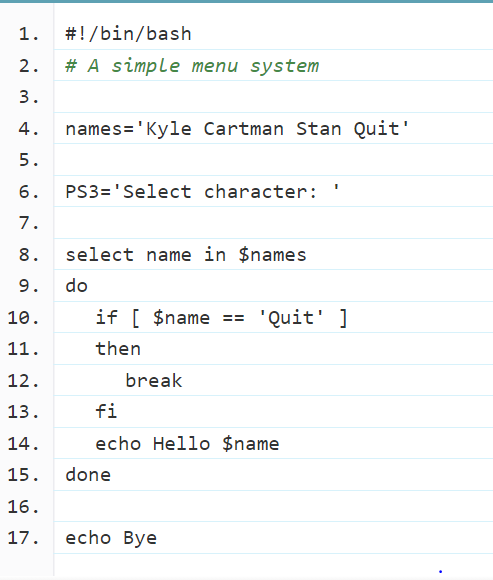 1. #!/bin/bash
2. # A simple menu system
3.
4. names='Kyle Cartman Stan Quit'
5.
6. PS3='Select character: '
7.
8. select name in $names
9. do
10. if [ $name == 'Quit' ]
11. then
12. break
13. fi
14. echo Hello $name
15. done
16.
17. echo Bye